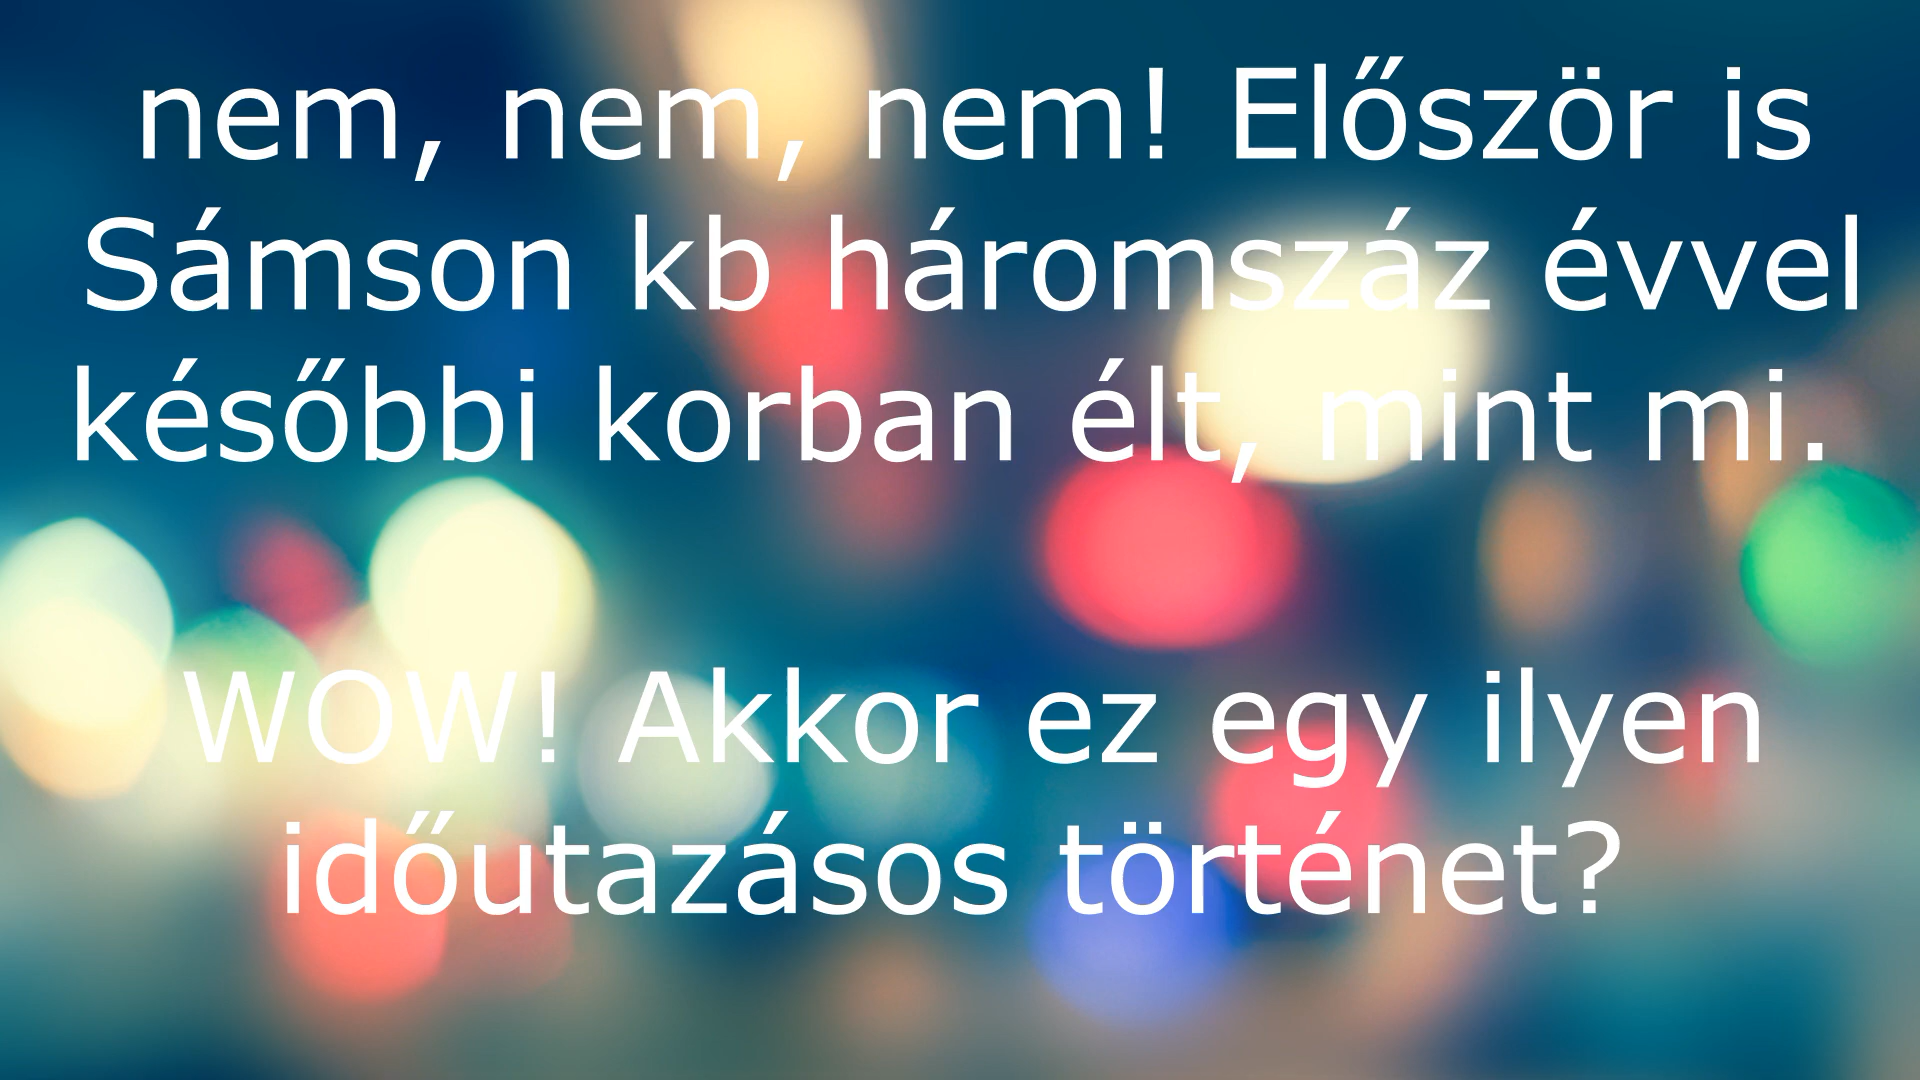 nem, nem, nem! Először is
Sámson kb háromszáz évvel
későbbi korban élt, mint mi.
WOW! Akkor ez egy ilyen
időutazásos történet?